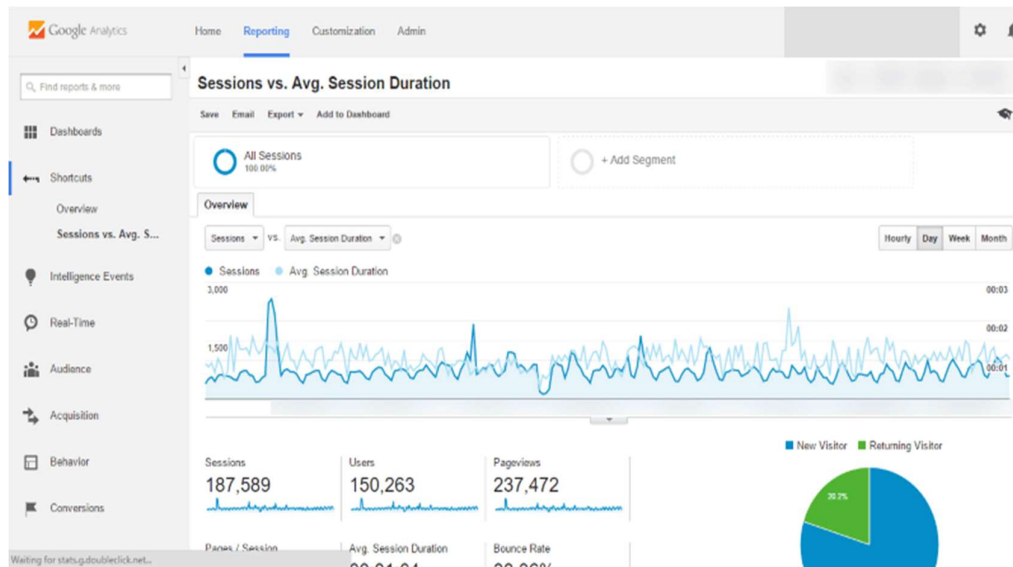 Google Analytics
Home Reporting Customization Admin
Find reports & more
Sessions vs. Avg. Session Duration
Save Email Export Add to Dashboard
Dashboards
All Sessions
100.00%
+ Add Segment
Shortcuts
Overview
Sessions vs. Avg. S...
Overview
Sessions VS. Avg. Session Duration
Hourly Day Week Month
Intelligence Events
Sessions Avg. Session Duration
3,000 00:03
Real-Time
00:02
1,500
Audience
00:01
Acquisition
New Visitor Returning Visitor
Behavior
Sessions Users Pageviews
187,589 150,263 237,472
20.2%
Conversions
Pages / Session Avg. Session Duration Bounce Rate
Waiting for stats.g.doubleclick.net...